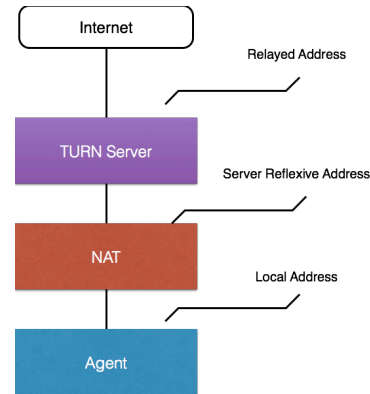 Internet
Relayed Address
TURN Server
Server Reflexive Address
NAT
Local Address
Agent